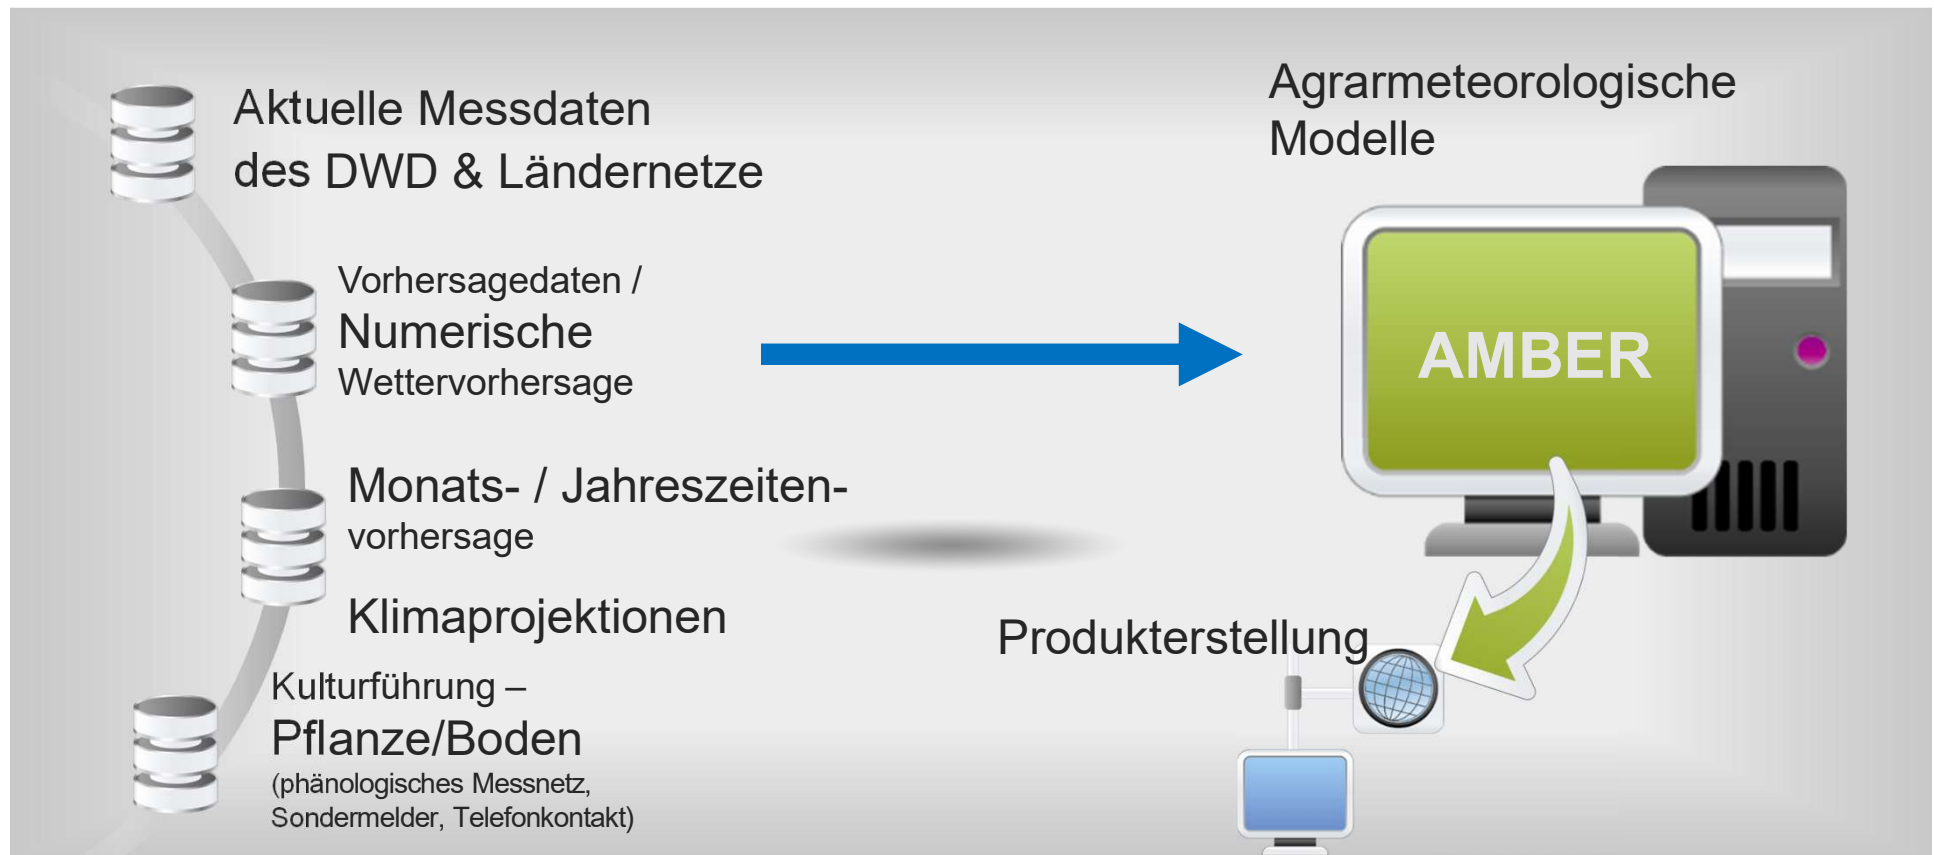 Aktuelle Messdaten
des DWD & Ländernetze
Vorhersagedaten /
Numerische
Wettervorhersage
Monats- / Jahreszeiten-
vorhersage
Klimaprojektionen
Kulturführung –
Pflanze/Boden
(phänologisches Messnetz,
Sondermelder, Telefonkontakt)
Agrarmeteorologische
Modelle
AMBER
Produkterstellung